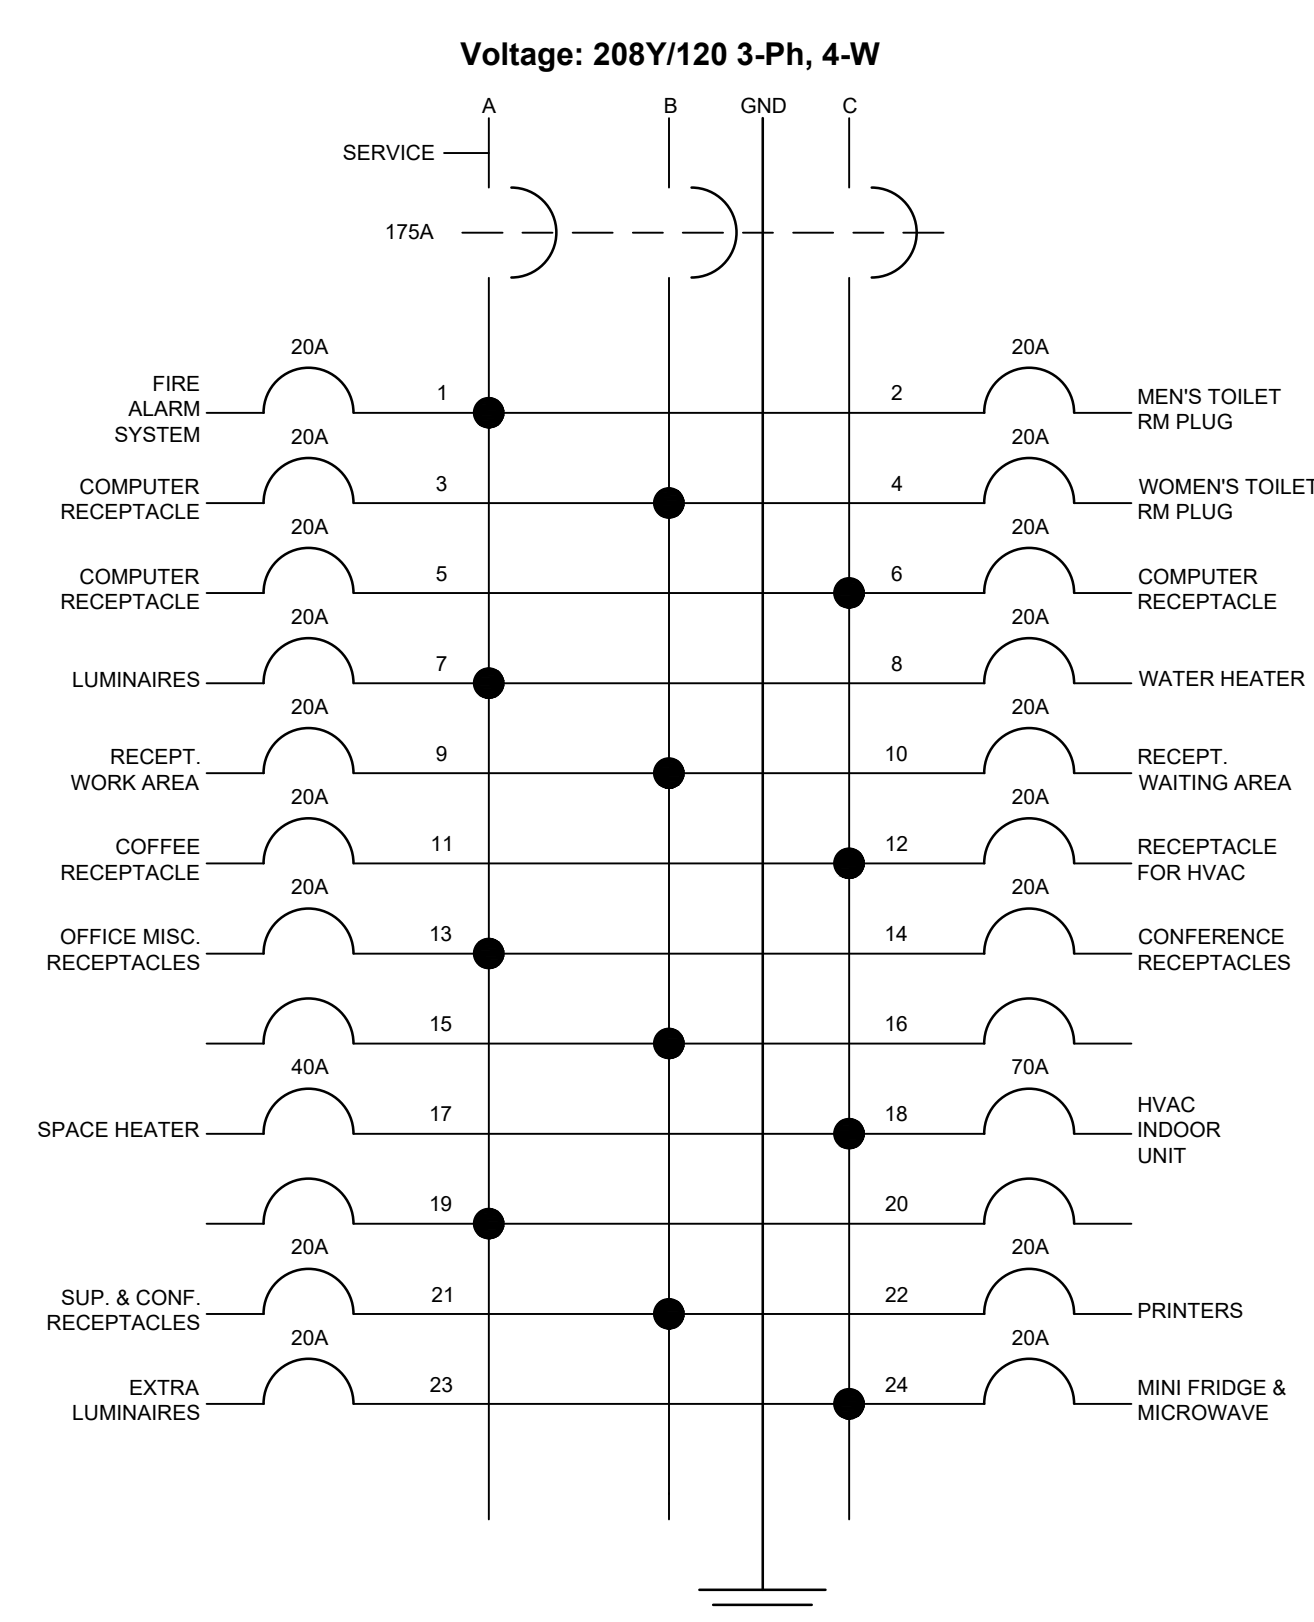 Voltage: 208Y/120 3-Ph, 4-W
A B GND C
SERVICE
175A
20A 20A
FIRE
ALARM
SYSTEM
1 2
MEN'S TOILET
RM PLUG
20A 20A
COMPUTER
RECEPTACLE
3 4
WOMEN'S TOILET
RM PLUG
20A 20A
COMPUTER
RECEPTACLE
5 6
COMPUTER
RECEPTACLE
20A 20A
LUMINAIRES
7 8
WATER HEATER
20A 20A
RECEPT.
WORK AREA
9 10
RECEPT.
WAITING AREA
20A 20A
COFFEE
RECEPTACLE
11 12
RECEPTACLE
FOR HVAC
20A 20A
OFFICE MISC.
RECEPTACLES
13 14
CONFERENCE
RECEPTACLES
15 16
40A 70A
SPACE HEATER
17 18
HVAC
INDOOR
UNIT
19 20
20A 20A
SUP. & CONF.
RECEPTACLES
21 22
PRINTERS
20A 20A
EXTRA
LUMINAIRES
23 24
MINI FRIDGE &
MICROWAVE